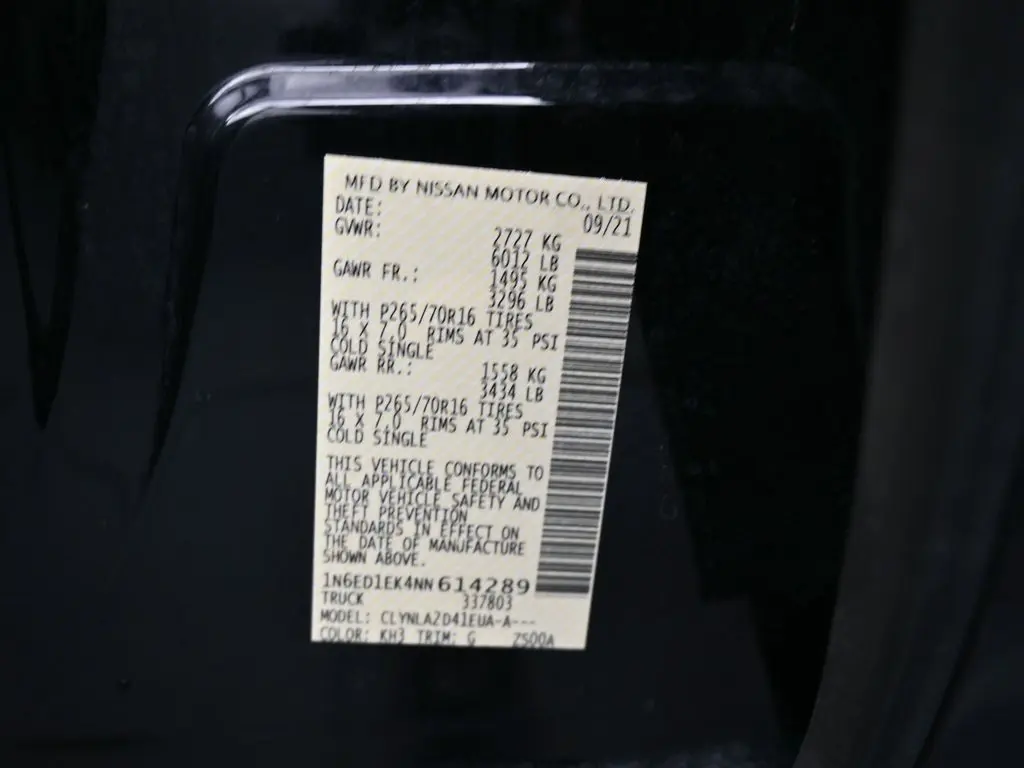 MFD BY NISSAN MOTOR CO., LTD.
DATE: 09/21
GVWR: 2727 KG
6012 LB
GAWR FR.: 1495 KG
3296 LB
WITH P265/70R16 TIRES
16 X 7.0 RIMS AT 35 PSI
COLD SINGLE
GAWR RR.: 1558 KG
3434 LB
WITH P265/70R16 TIRES
16 X 7.0 RIMS AT 35 PSI
COLD SINGLE
THIS VEHICLE CONFORMS TO
ALL APPLICABLE FEDERAL
MOTOR VEHICLE SAFETY AND
THEFT PREVENTION
STANDARDS IN EFFECT ON
THE DATE OF MANUFACTURE
SHOWN ABOVE.
1N6ED1EK4NN614289
TRUCK 337803
MODEL: CLYNLAZD41EUA-A---
COLOR: KH3 TRIM: G ZS00A